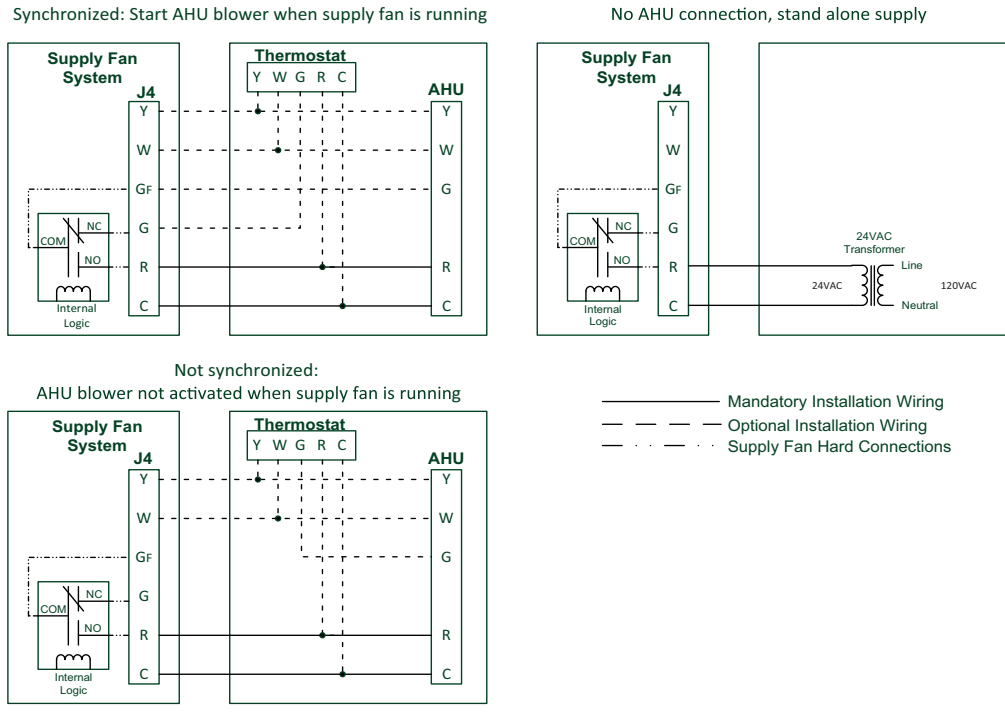 Synchronized: Start AHU blower when supply fan is running
Supply Fan
System
J4
Y
W
GF
G
R
C
COM
NC
NO
Internal
Logic
Thermostat
Y W G R C
AHU
Y
W
G
R
C
No AHU connection, stand alone supply
Supply Fan
System
J4
Y
W
GF
G
R
C
COM
NC
NO
Internal
Logic
24VAC
Transformer
Line
24VAC
120VAC
Neutral
Not synchronized:
AHU blower not activated when supply fan is running
Supply Fan
System
J4
Y
W
GF
G
R
C
COM
NC
NO
Internal
Logic
Thermostat
Y W G R C
AHU
Y
W
G
R
C
Mandatory Installation Wiring
Optional Installation Wiring
Supply Fan Hard Connections